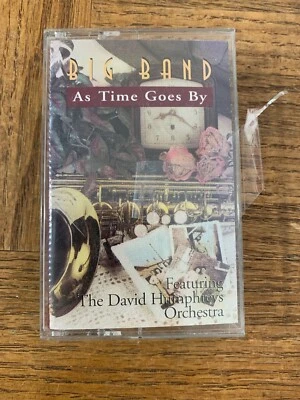 BIG BAND
As Time Goes By
Featuring
The David Humphreys
Orchestra